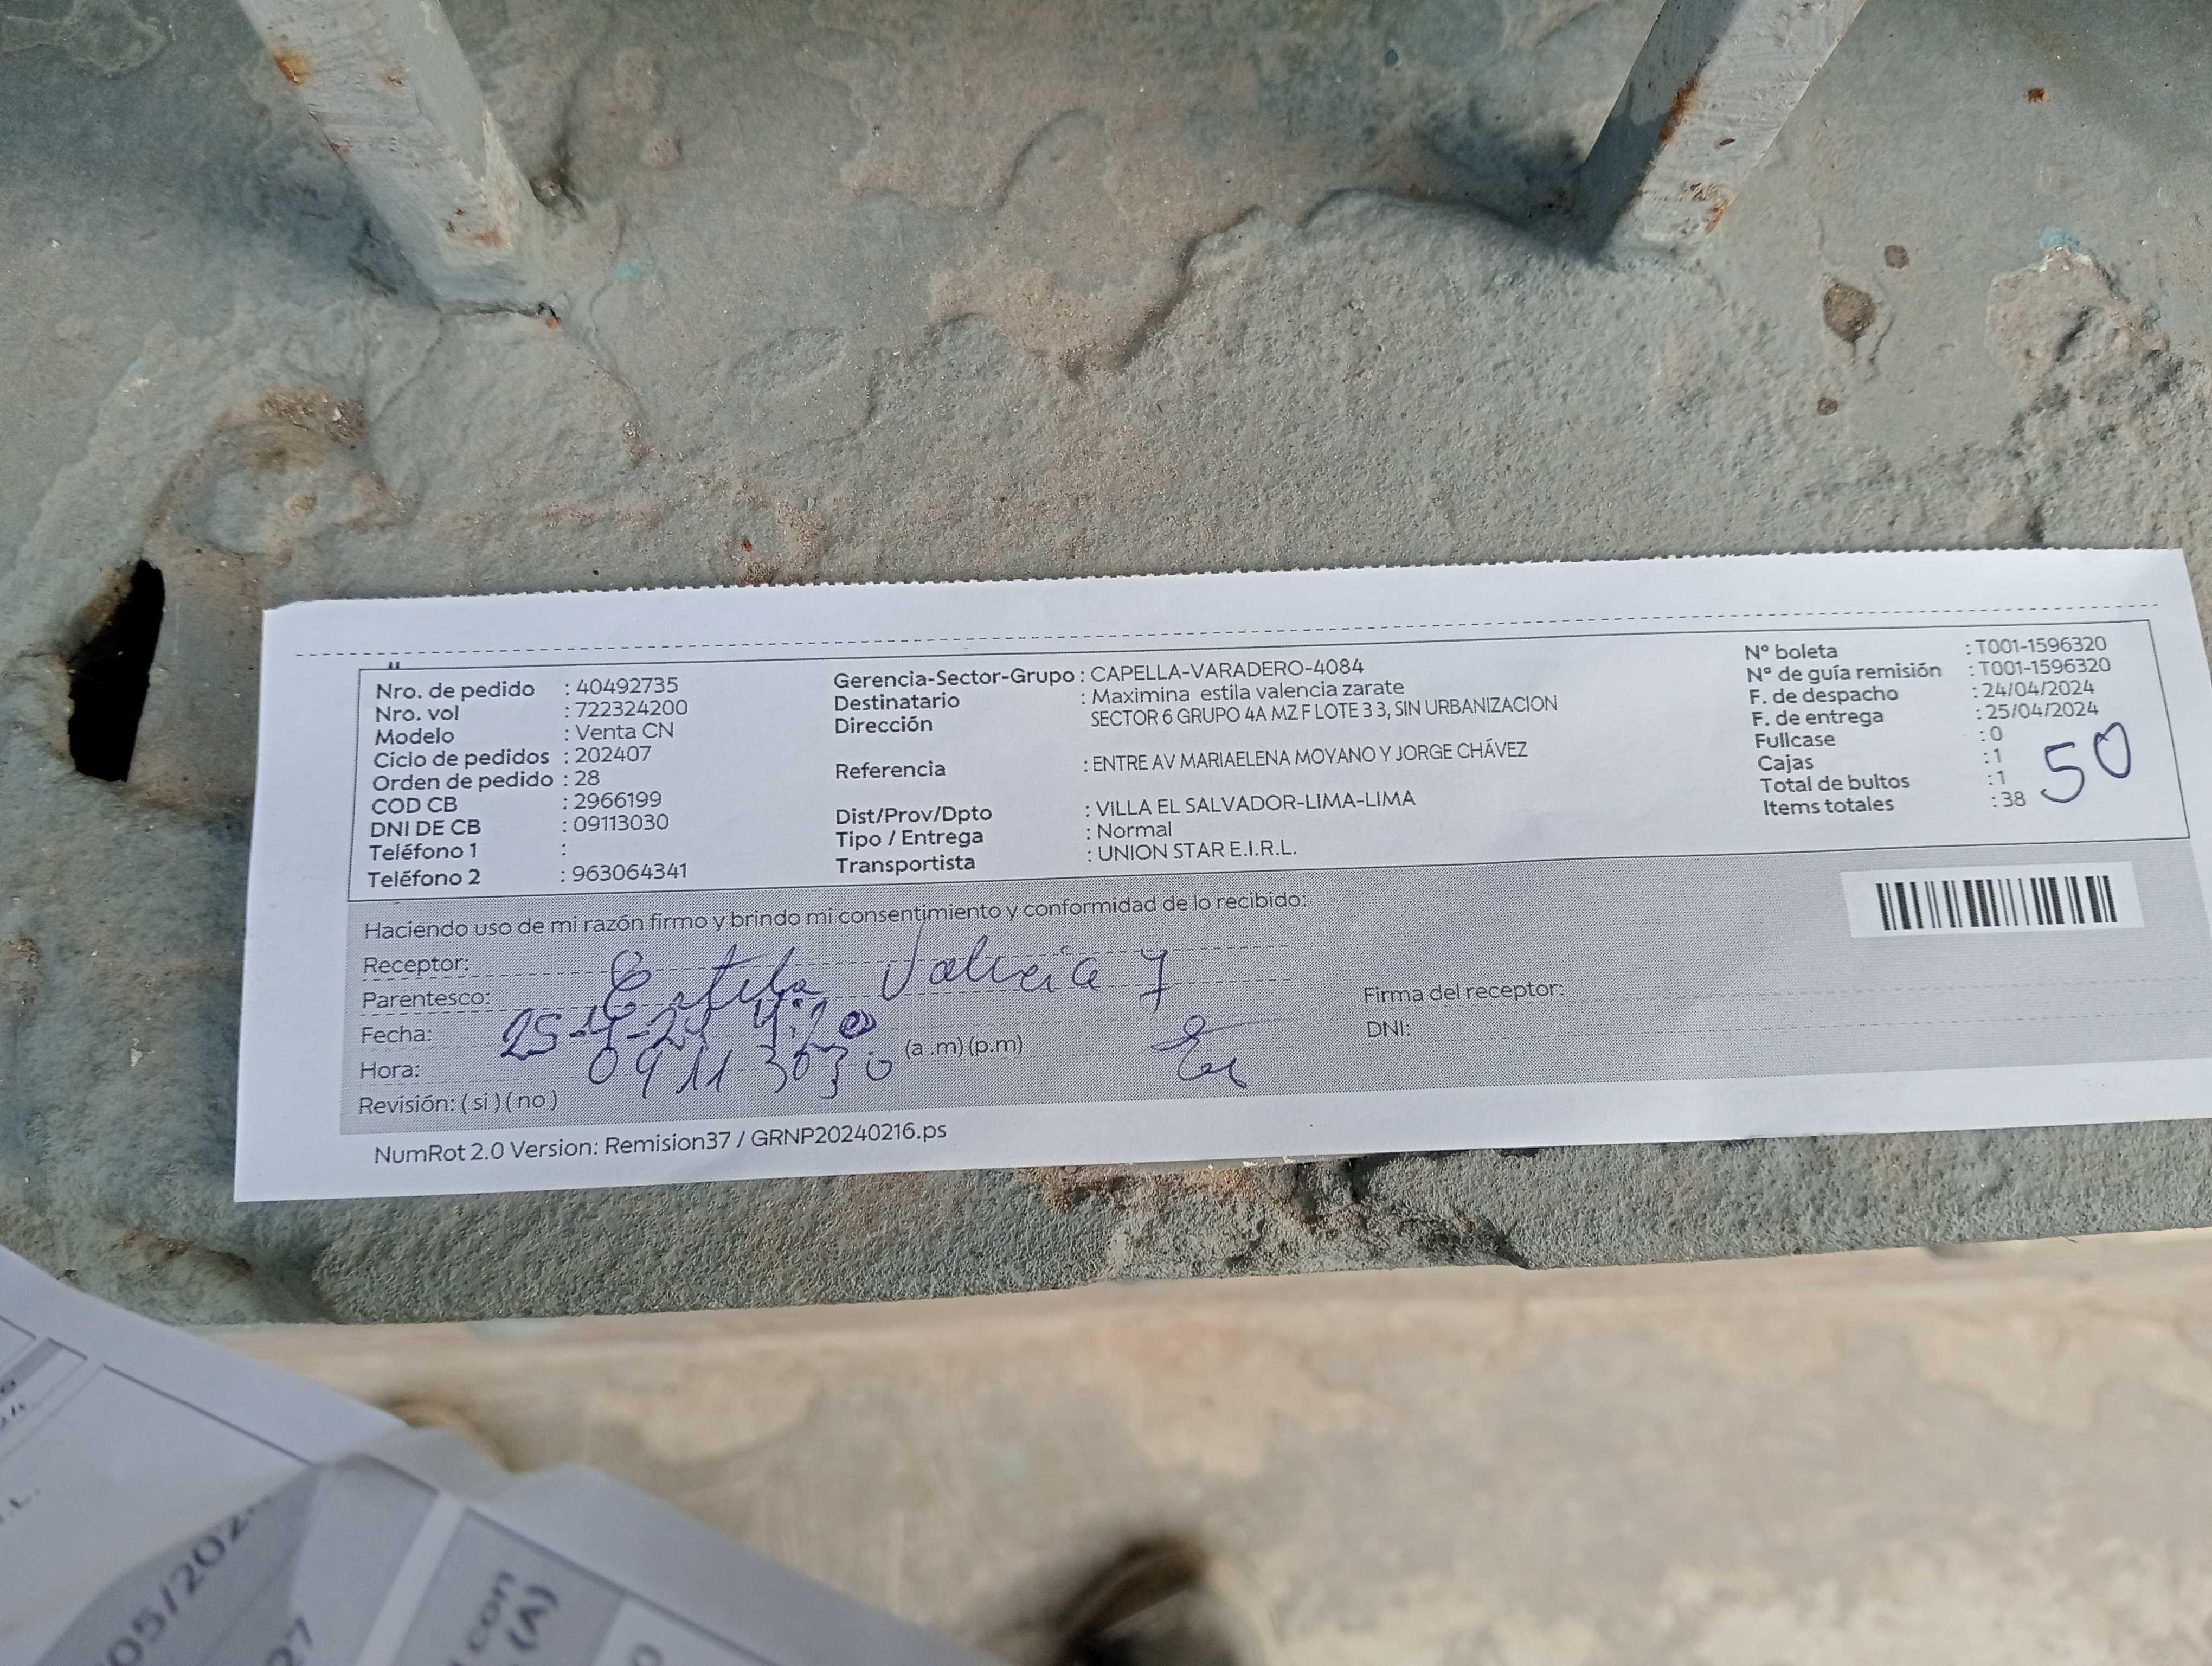 Nro. de pedido : 40492735
Nro. vol : 722324200
Modelo : Venta CN
Ciclo de pedidos : 202407
Orden de pedido : 28
COD CB : 2966199
DNI DE CB : 09113030
Teléfono 1 :
Teléfono 2 : 963064341
Gerencia-Sector-Grupo : CAPELLA-VARADERO-4084
Destinatario : Maximina estila valencia zarate
Dirección SECTOR 6 GRUPO 4A MZ F LOTE 3 3, SIN URBANIZACION
Referencia : ENTRE AV MARIAELENA MOYANO Y JORGE CHÁVEZ
Dist/Prov/Dpto : VILLA EL SALVADOR-LIMA-LIMA
Tipo / Entrega : Normal
Transportista : UNION STAR E.I.R.L.
Nº boleta : T001-1596320
Nª de guía remisión : T001-1596320
F. de despacho : 24/04/2024
F. de entrega : 25/04/2024
Fullcase : 0
Cajas : 1
Total de bultos : 1
Items totales : 38
50
Haciendo uso de mi razón firmo y brindo mi consentimiento y conformidad de lo recibido:
Receptor:
Parentesco:
Fecha:
Hora: 09113030 (a .m) (p.m)
Revisión: ( si ) ( no )
Firma del receptor:
DNI:
NumRot 2.0 Version: Remision37 / GRNP20240216.ps
con
(A)